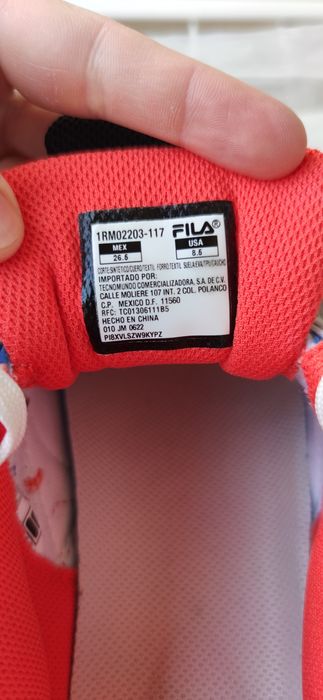 1RM02203-117 FILA®
MEX USA
26.5 8.5
CORTE:SINTETICO/CUERO/TEXTIL FORRO:TEXTIL SUELA:EVA/TPU/CAUCHO
IMPORTADO POR:
TECNOMUNDO COMERCIALIZADORA, S.A. DE C.V.
CALLE MOLIERE 107 INT. 2 COL. POLANCO
C.P. MEXICO D.F. 11560
RFC: TCO1306111B5
HECHO EN CHINA
010 JM 0622
PI8XVLSZW9KYPZ